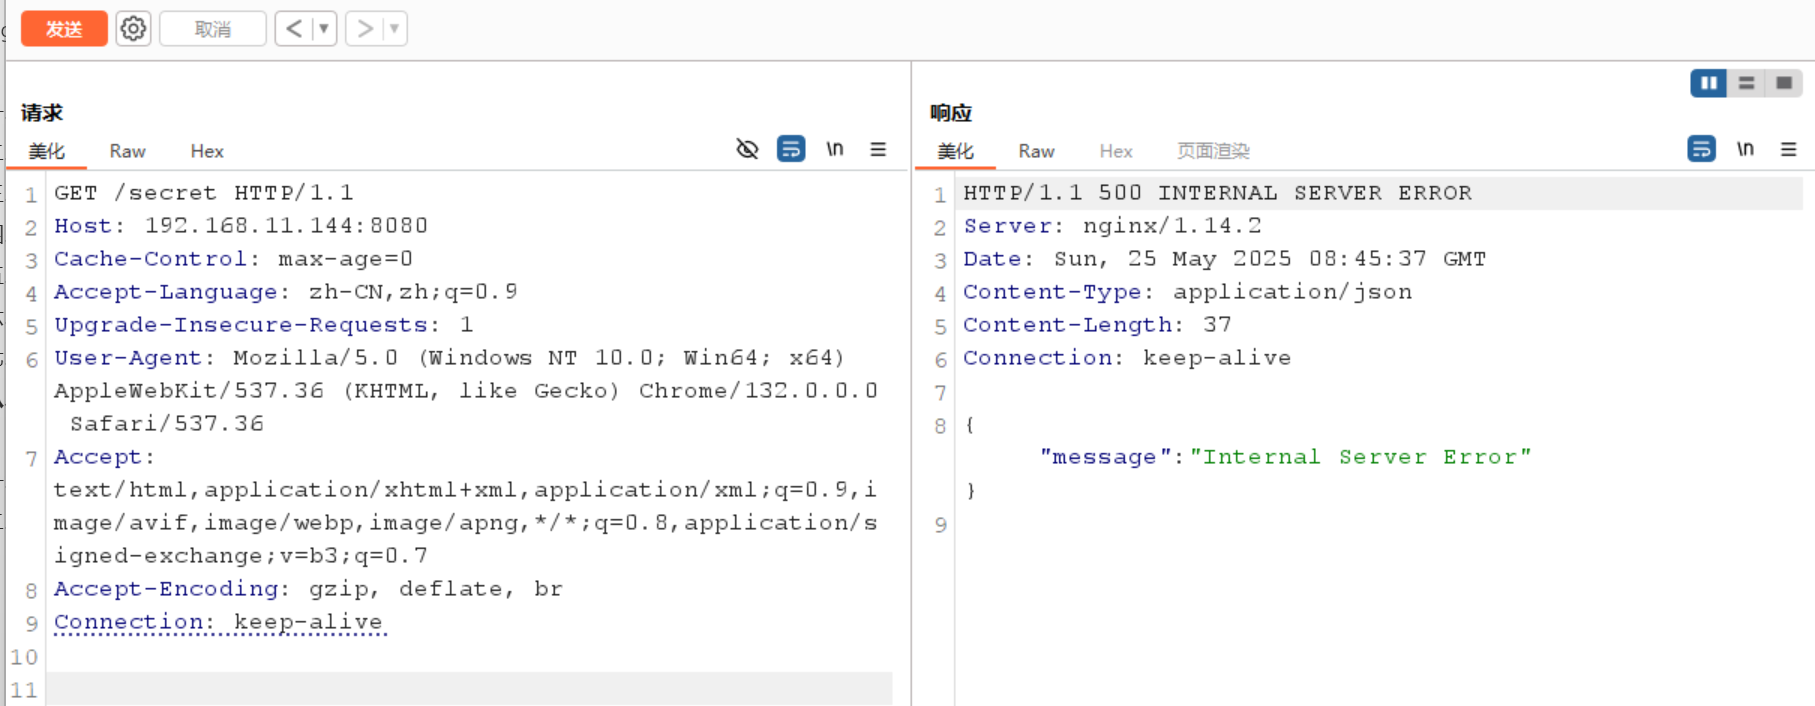 发送
取消
请求
美化 Raw Hex
\n
1 GET /secret HTTP/1.1
2 Host: 192.168.11.144:8080
3 Cache-Control: max-age=0
4 Accept-Language: zh-CN,zh;q=0.9
5 Upgrade-Insecure-Requests: 1
6 User-Agent: Mozilla/5.0 (Windows NT 10.0; Win64; x64)
AppleWebKit/537.36 (KHTML, like Gecko) Chrome/132.0.0.0
Safari/537.36
7 Accept:
text/html,application/xhtml+xml,application/xml;q=0.9,i
mage/avif,image/webp,image/apng,*/*;q=0.8,application/s
igned-exchange;v=b3;q=0.7
8 Accept-Encoding: gzip, deflate, br
9 Connection: keep-alive
10
11
响应
美化 Raw Hex 页面渲染
\n
1 HTTP/1.1 500 INTERNAL SERVER ERROR
2 Server: nginx/1.14.2
3 Date: Sun, 25 May 2025 08:45:37 GMT
4 Content-Type: application/json
5 Content-Length: 37
6 Connection: keep-alive
7
8 {
"message":"Internal Server Error"
}
9